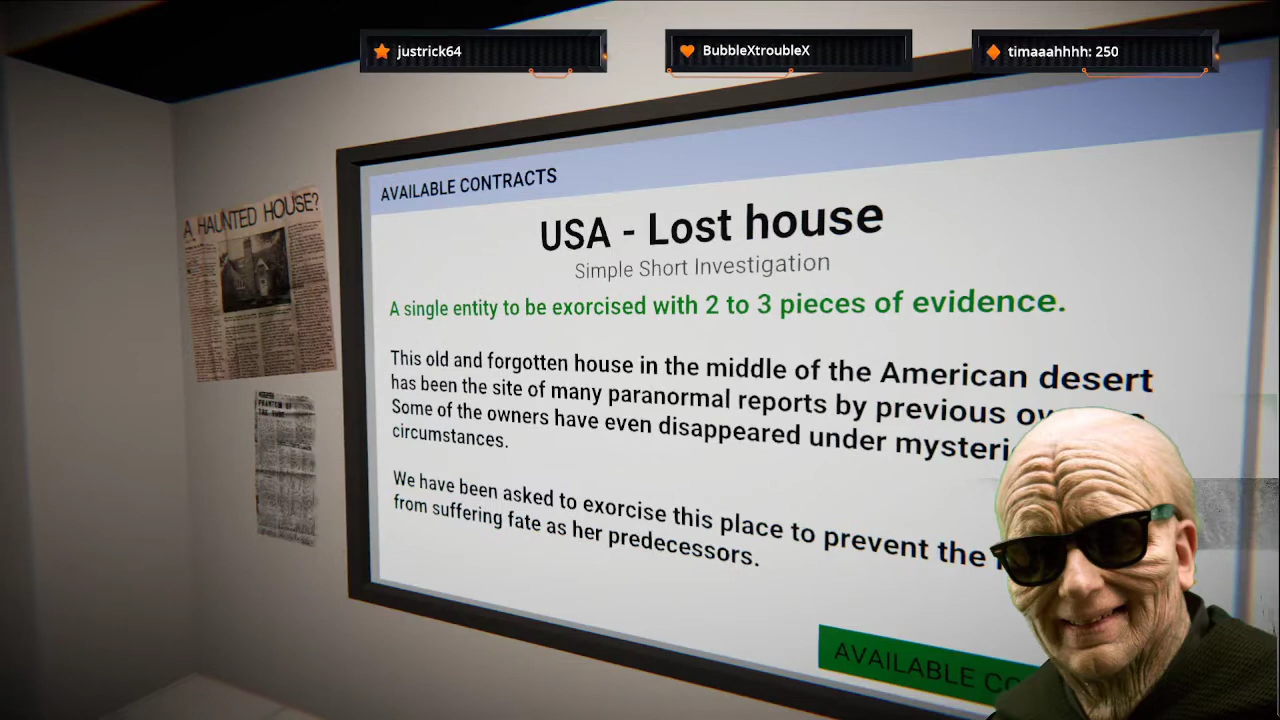 justrick64
BubbleXtroubleX
timaaahhhh: 250
A HAUNTED HOUSE?
AVAILABLE CONTRACTS
USA - Lost house
Simple Short Investigation
A single entity to be exorcised with 2 to 3 pieces of evidence.
This old and forgotten house in the middle of the American desert
has been the site of many paranormal reports by previous
Some of the owners have even disappeared under
circumstances.
We have been asked to exorcise this place to prevent the
from suffering fate as her predecessors.
AVAILABLE